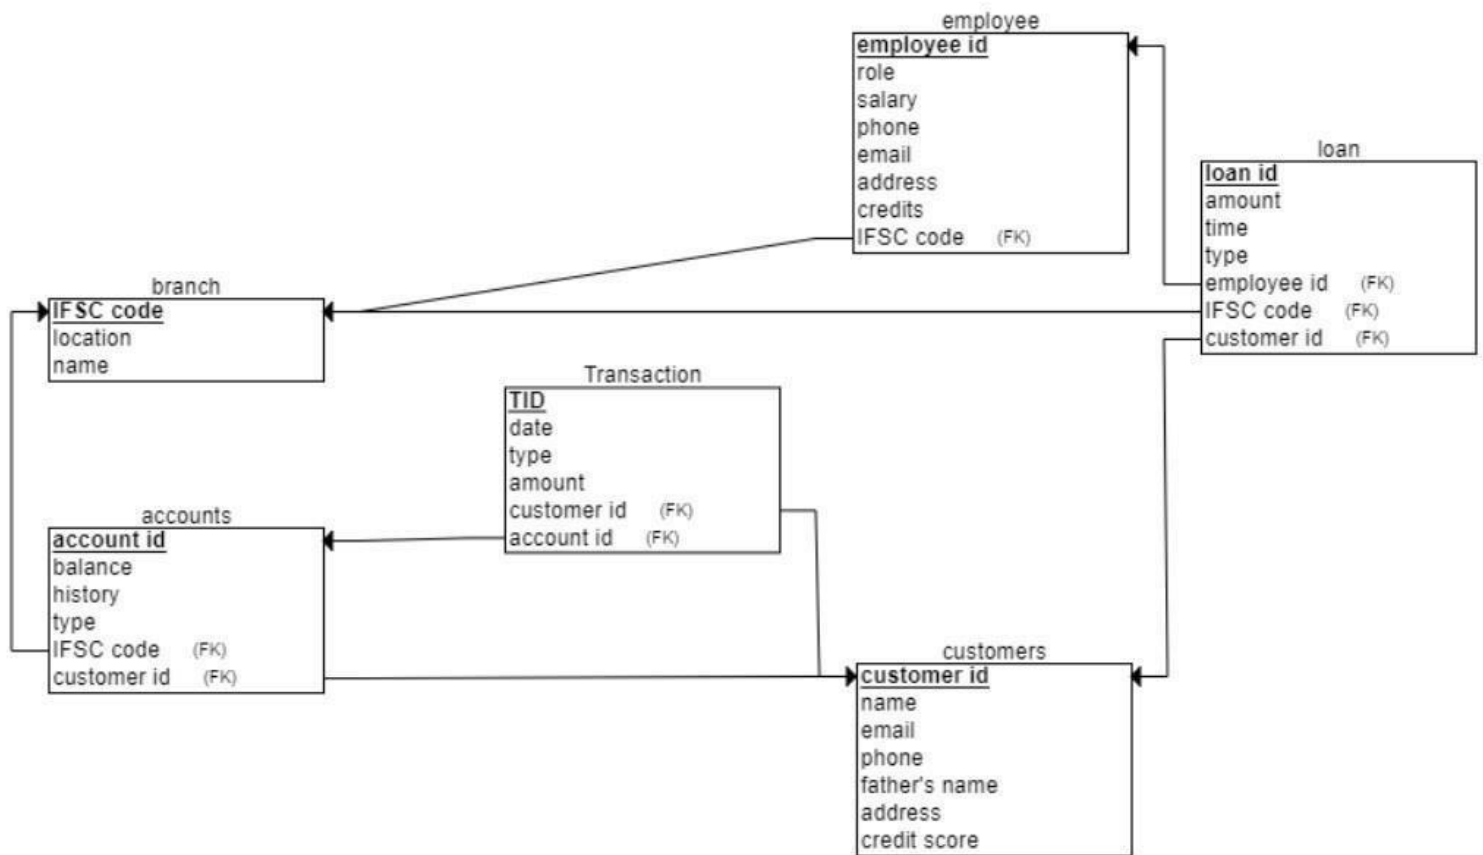 employee
employee id
role
salary
phone
email
address
credits
IFSC code (FK)
loan
loan id
amount
time
type
employee id (FK)
IFSC code (FK)
customer id (FK)
branch
IFSC code
location
name
Transaction
TID
date
type
amount
customer id (FK)
account id (FK)
accounts
account id
balance
history
type
IFSC code (FK)
customer id (FK)
customers
customer id
name
email
phone
father's name
address
credit score